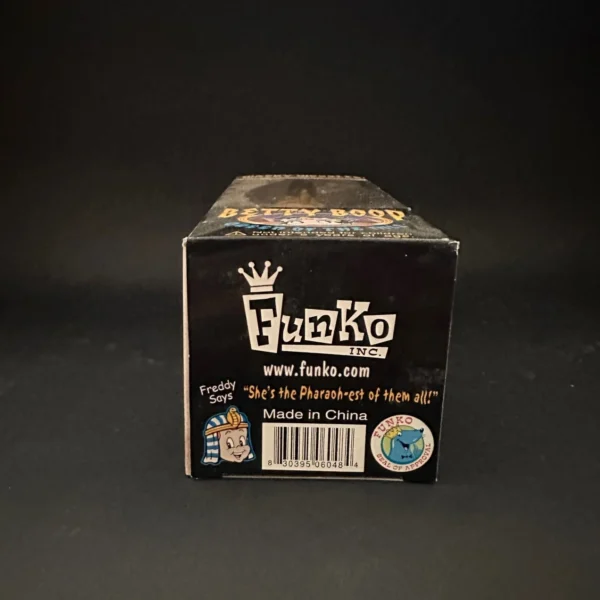 BETTY BOOP
Funko
INC.
www.funko.com
Freddy
Says
"She's the Pharaoh-est of them all!"
Made in China
8 30395 06048 4
FUNKO
SEAL OF APPROVAL